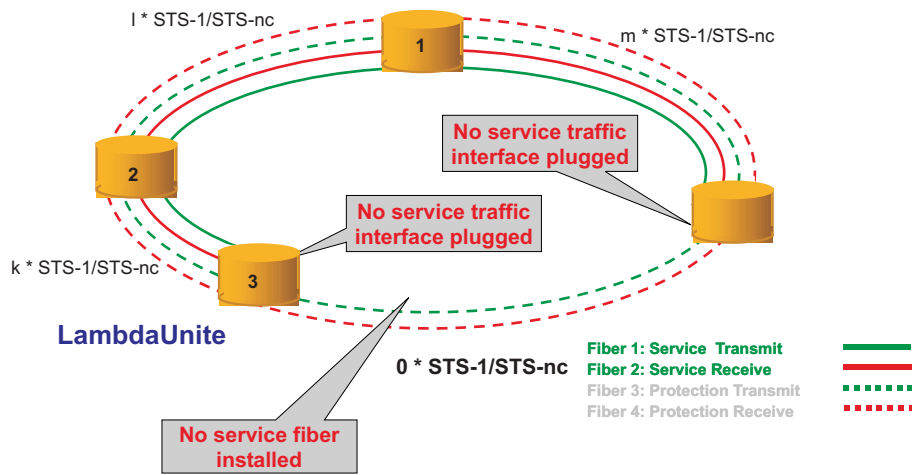 l * STS-1/STS-nc
m * STS-1/STS-nc
1
No service traffic
interface plugged
2
No service traffic
interface plugged
k * STS-1/STS-nc
3
LambdaUnite
0 * STS-1/STS-nc
Fiber 1: Service Transmit
Fiber 2: Service Receive
Fiber 3: Protection Transmit
Fiber 4: Protection Receive
No service fiber
installed